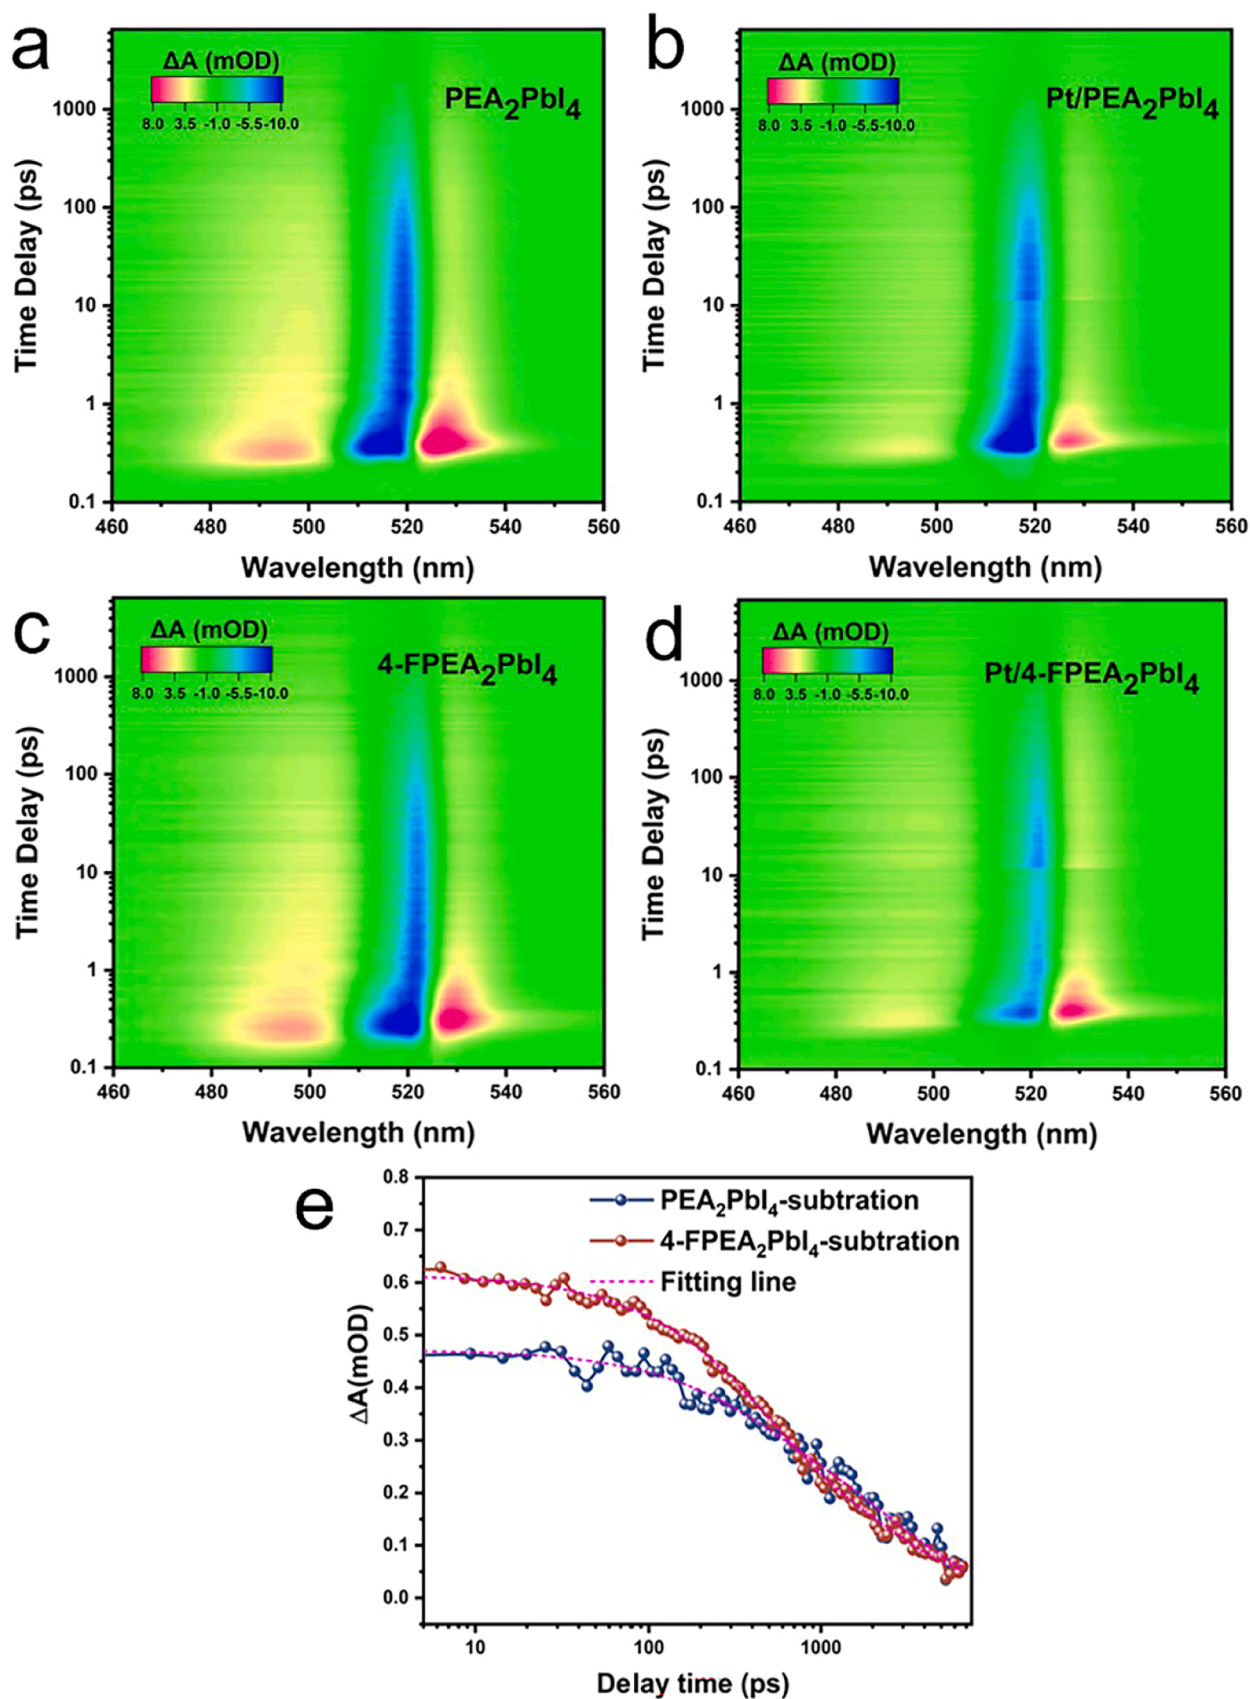 a
ΔA (mOD)
8.0 3.5 -1.0 -5.5-10.0
PEA2PbI4
1000
100
10
1
0.1
460 480 500 520 540 560
Time Delay (ps)
Wavelength (nm)
b
ΔA (mOD)
8.0 3.5 -1.0 -5.5-10.0
Pt/PEA2PbI4
1000
100
10
1
0.1
460 480 500 520 540 560
Time Delay (ps)
Wavelength (nm)
c
ΔA (mOD)
8.0 3.5 -1.0 -5.5-10.0
4-FPEA2PbI4
1000
100
10
1
0.1
460 480 500 520 540 560
Time Delay (ps)
Wavelength (nm)
d
ΔA (mOD)
8.0 3.5 -1.0 -5.5-10.0
Pt/4-FPEA2PbI4
1000
100
10
1
0.1
460 480 500 520 540 560
Time Delay (ps)
Wavelength (nm)
e
PEA2PbI4-subtration
4-FPEA2PbI4-subtration
Fitting line
0.8
0.7
0.6
0.5
0.4
0.3
0.2
0.1
0.0
10 100 1000
ΔA(mOD)
Delay time (ps)